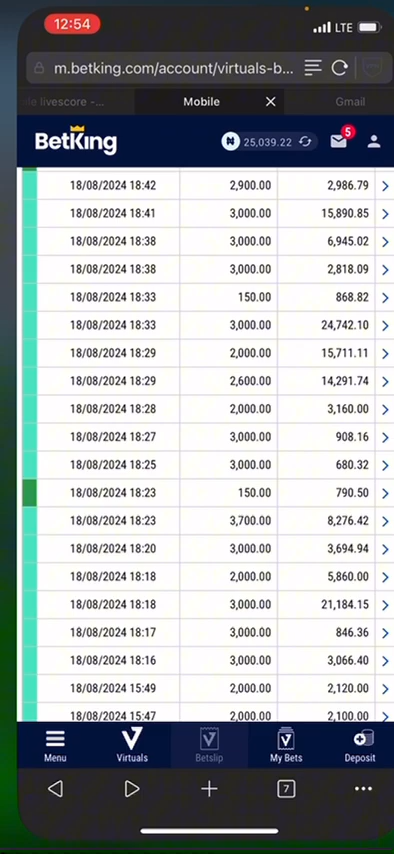 12:54
LTE
m.betking.com/account/virtuals-b...
le livescore -... Mobile Gmail
BetKing 25,039.22 5
18/08/2024 18:42 2,900.00 2,986.79
18/08/2024 18:41 3,000.00 15,890.85
18/08/2024 18:38 3,000.00 6,945.02
18/08/2024 18:38 3,000.00 2,818.09
18/08/2024 18:33 150.00 868.82
18/08/2024 18:33 3,000.00 24,742.10
18/08/2024 18:29 2,000.00 15,711.11
18/08/2024 18:29 2,600.00 14,291.74
18/08/2024 18:28 2,000.00 3,160.00
18/08/2024 18:27 3,000.00 908.16
18/08/2024 18:25 3,000.00 680.32
18/08/2024 18:23 150.00 790.50
18/08/2024 18:23 3,700.00 8,276.42
18/08/2024 18:20 3,000.00 3,694.94
18/08/2024 18:18 2,000.00 5,860.00
18/08/2024 18:18 3,000.00 21,184.15
18/08/2024 18:17 3,000.00 846.36
18/08/2024 18:16 3,000.00 3,066.40
18/08/2024 15:49 2,000.00 2,120.00
18/08/2024 15:47 2,000.00 2,100.00
Menu Virtuals Betslip My Bets Deposit
7